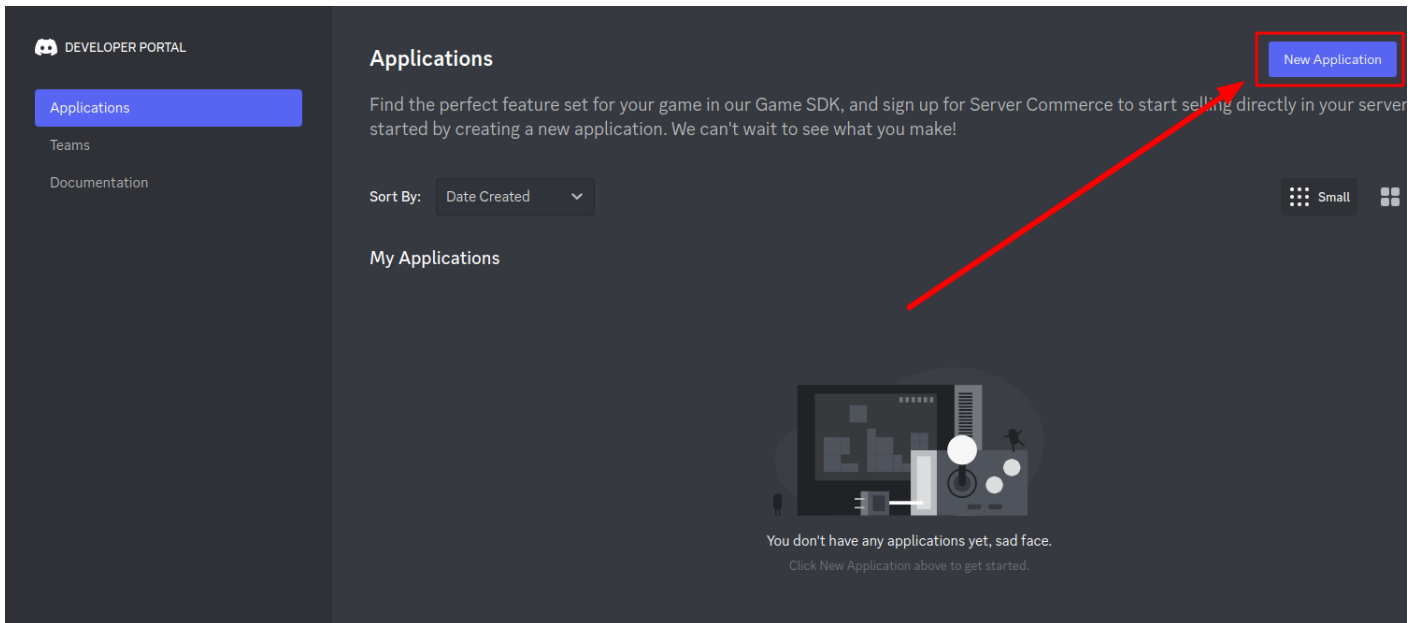 DEVELOPER PORTAL
Applications
Teams
Documentation
Applications
New Application
Find the perfect feature set for your game in our Game SDK, and sign up for Server Commerce to start selling directly in your server
started by creating a new application. We can't wait to see what you make!
Sort By: Date Created
Small
My Applications
You don't have any applications yet, sad face.
Click New Application above to get started.